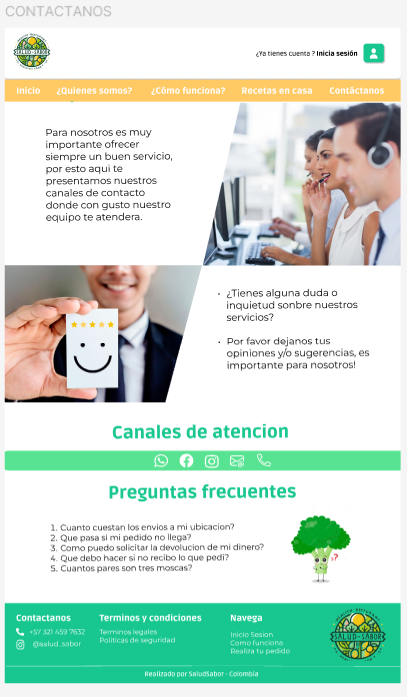 CONTACTANOS
SALUD-SABOR
¿Ya tienes cuenta ? Inicia sesión
Inicio ¿Quienes somos? ¿Cómo funciona? Recetas en casa Contáctanos
Para nosotros es muy
importante ofrecer
siempre un buen servicio,
por esto aqui te
presentamos nuestros
canales de contacto
donde con gusto nuestro
equipo te atendera.
• ¿Tienes alguna duda o
inquietud sonbre nuestros
servicios?
• Por favor dejanos tus
opiniones y/o sugerencias, es
importante para nosotros!
Canales de atencion
Preguntas frecuentes
1. Cuanto cuestan los envios a mi ubicacion?
2. Que pasa si mi pedido no llega?
3. Como puedo solicitar la devolucion de mi dinero?
4. Que debo hacer si no recibo lo que pedi?
5. Cuantos pares son tres moscas?
?
Contactanos
+57 321 459 7632
@salud_sabor
Terminos y condiciones
Terminos legales
Politicas de seguridad
Navega
Inicio Sesion
Como funciona
Realiza tu pedido
SALUD-SABOR
Realizado por SaludSabor - Colombia